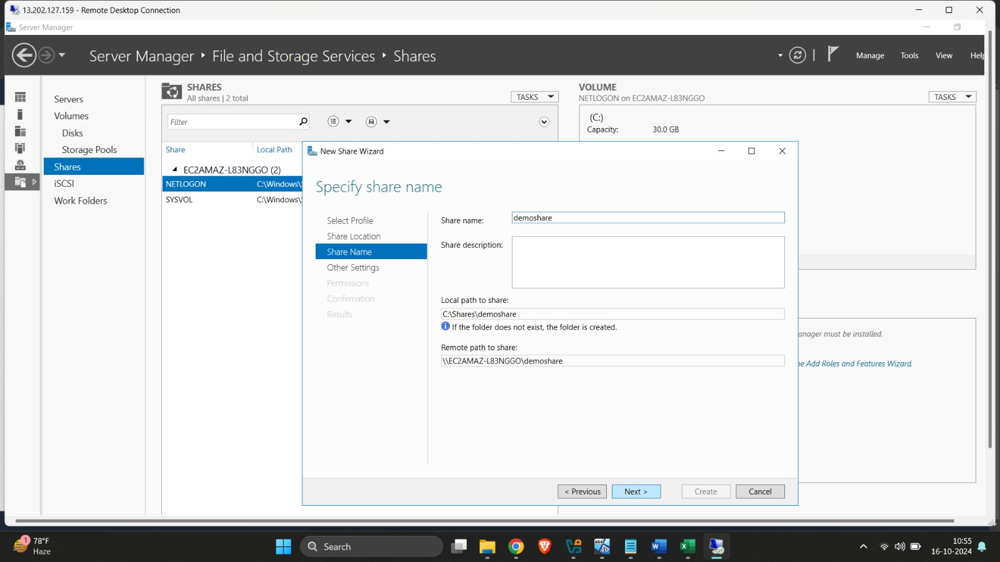 13.202.127.159 - Remote Desktop Connection
Server Manager
Server Manager ‣ File and Storage Services ‣ Shares
Manage
Tools
View
Help
Servers
Volumes
Disks
Storage Pools
Shares
iSCSI
Work Folders
SHARES
All shares | 2 total
TASKS
Filter
Share
Local Path
EC2AMAZ-L83NGGO (2)
NETLOGON
C:\Windows\
SYSVOL
C:\Windows\
VOLUME
NETLOGON on EC2AMAZ-L83NGGO
TASKS
(C:)
Capacity: 30.0 GB
anager must be installed.
Add Roles and Features Wizard.
New Share Wizard
Specify share name
Select Profile
Share Location
Share Name
Other Settings
Permissions
Confirmation
Results
Share name: demoshare
Share description:
Local path to share:
C:\Shares\demoshare
If the folder does not exist, the folder is created.
Remote path to share:
\\EC2AMAZ-L83NGGO\demoshare
< Previous
Next >
Create
Cancel
1
78°F
Haze
Search
X64
10
10:55
16-10-2024